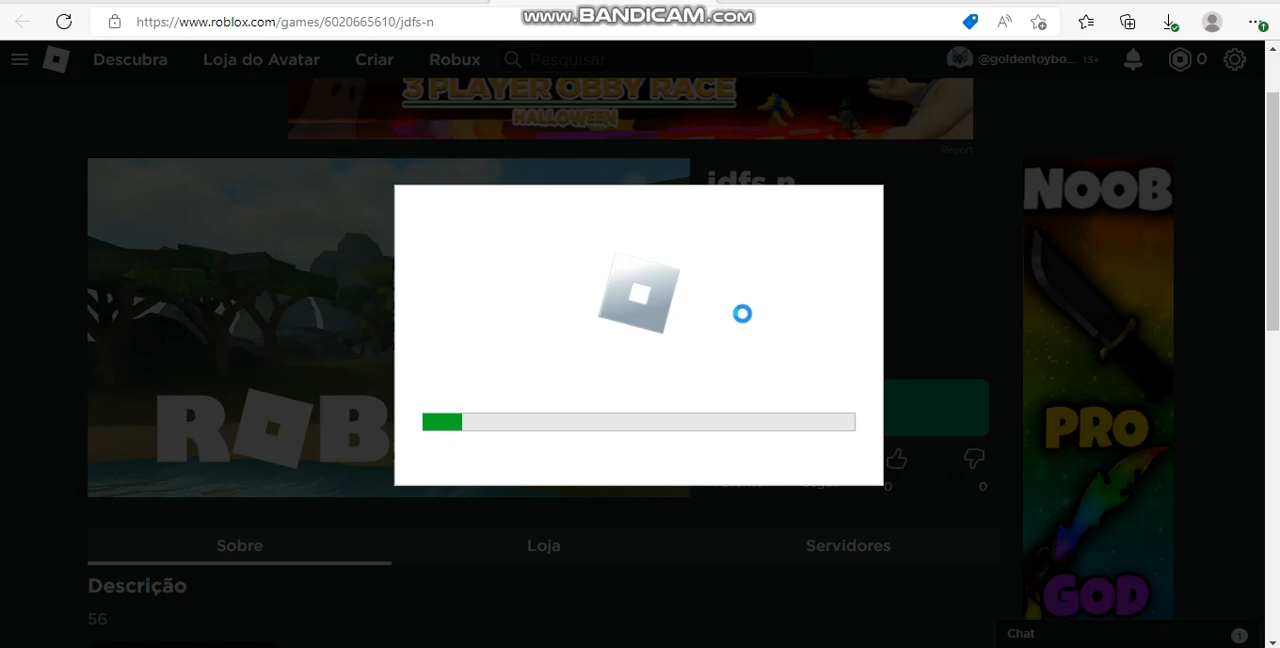 https://www.roblox.com/games/6020665610/jdfs-n
www.BANDICAM.com
Descubra
Loja do Avatar
Criar
Robux
Pesquisar
@goldentoybo... 13+
0
3 PLAYER OBBY RACE
HALLOWEEN
Report
jdfs n
NOOB
PRO
GOD
ROB
0
0
Sobre
Loja
Servidores
Descrição
56
Chat
1